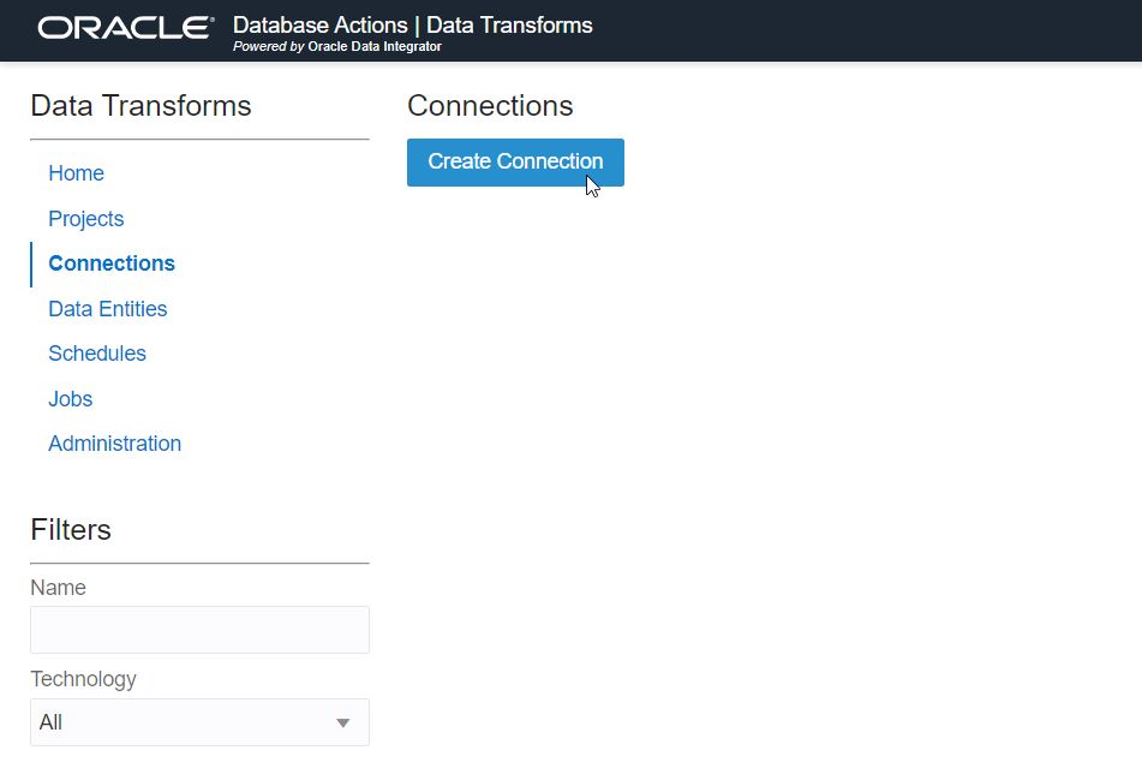 ORACLE® Database Actions | Data Transforms
Powered by Oracle Data Integrator
Data Transforms
Home
Projects
Connections
Data Entities
Schedules
Jobs
Administration
Filters
Name
Technology
All
Connections
Create Connection